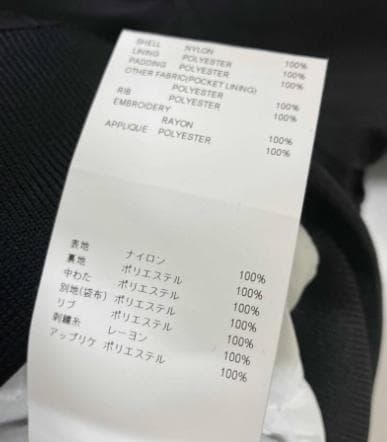 SHELL NYLON 100%
LINING POLYESTER 100%
PADDING POLYESTER 100%
OTHER FABRIC(POCKET LINING)
POLYESTER 100%
RIB POLYESTER 100%
EMBROIDERY
RAYON 100%
APPLIQUE POLYESTER 100%
表地 ナイロン 100%
裏地 ポリエステル 100%
中わた ポリエステル 100%
別地(袋布) ポリエステル 100%
リブ ポリエステル 100%
刺繍糸 レーヨン 100%
アップリケ ポリエステル 100%